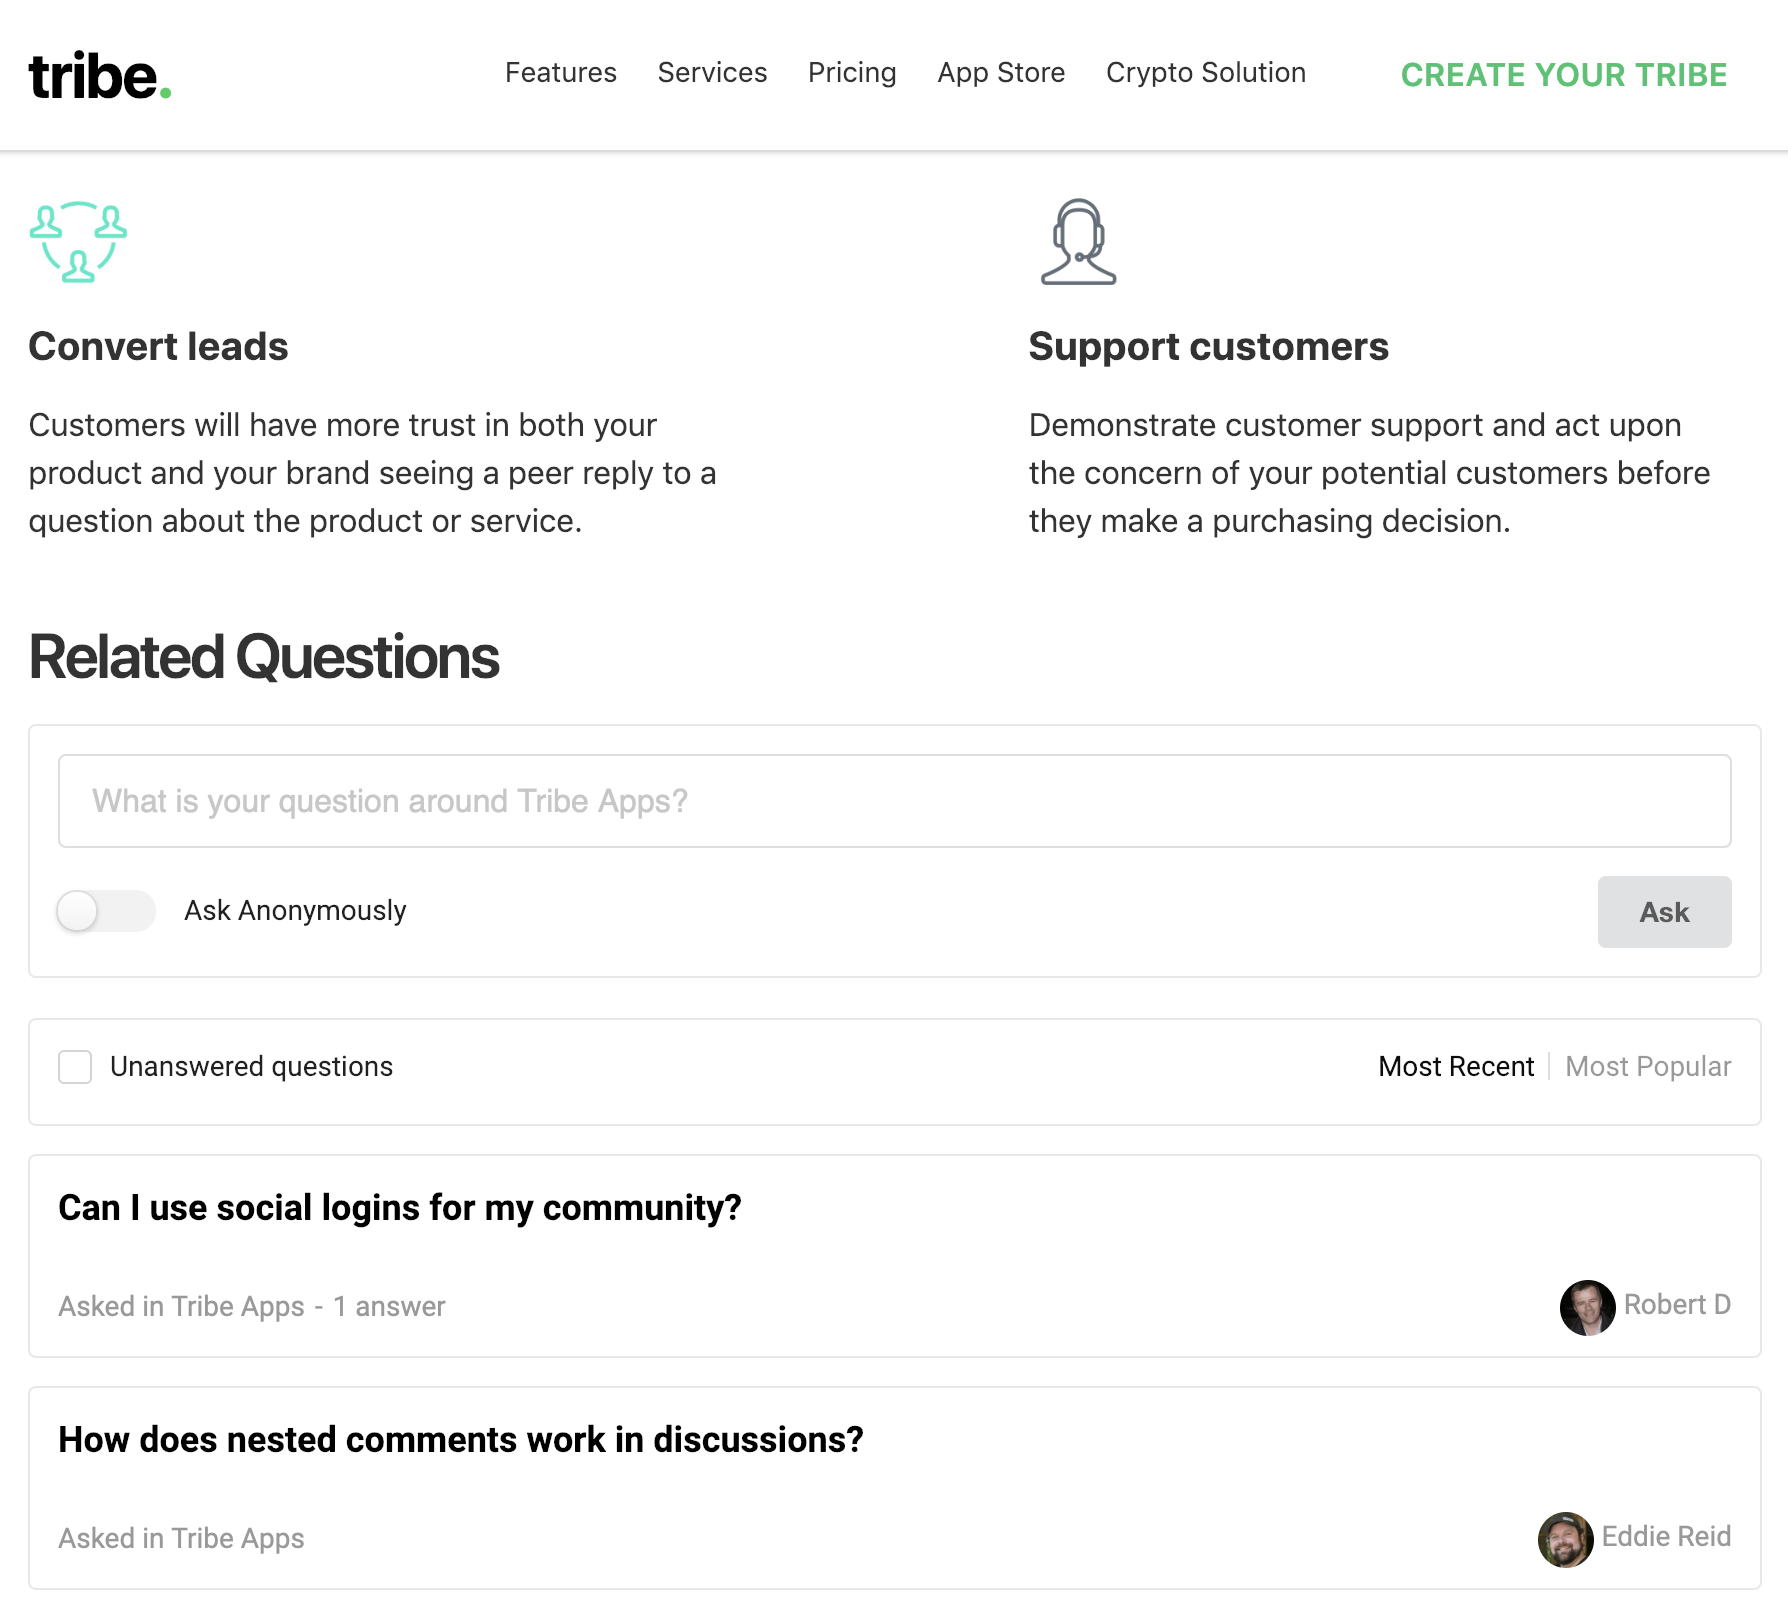 tribe.
Features Services Pricing App Store Crypto Solution CREATE YOUR TRIBE
Convert leads
Customers will have more trust in both your
product and your brand seeing a peer reply to a
question about the product or service.
Support customers
Demonstrate customer support and act upon
the concern of your potential customers before
they make a purchasing decision.
Related Questions
What is your question around Tribe Apps?
Ask Anonymously
Ask
Unanswered questions
Most Recent Most Popular
Can I use social logins for my community?
Asked in Tribe Apps - 1 answer
Robert D
How does nested comments work in discussions?
Asked in Tribe Apps
Eddie Reid